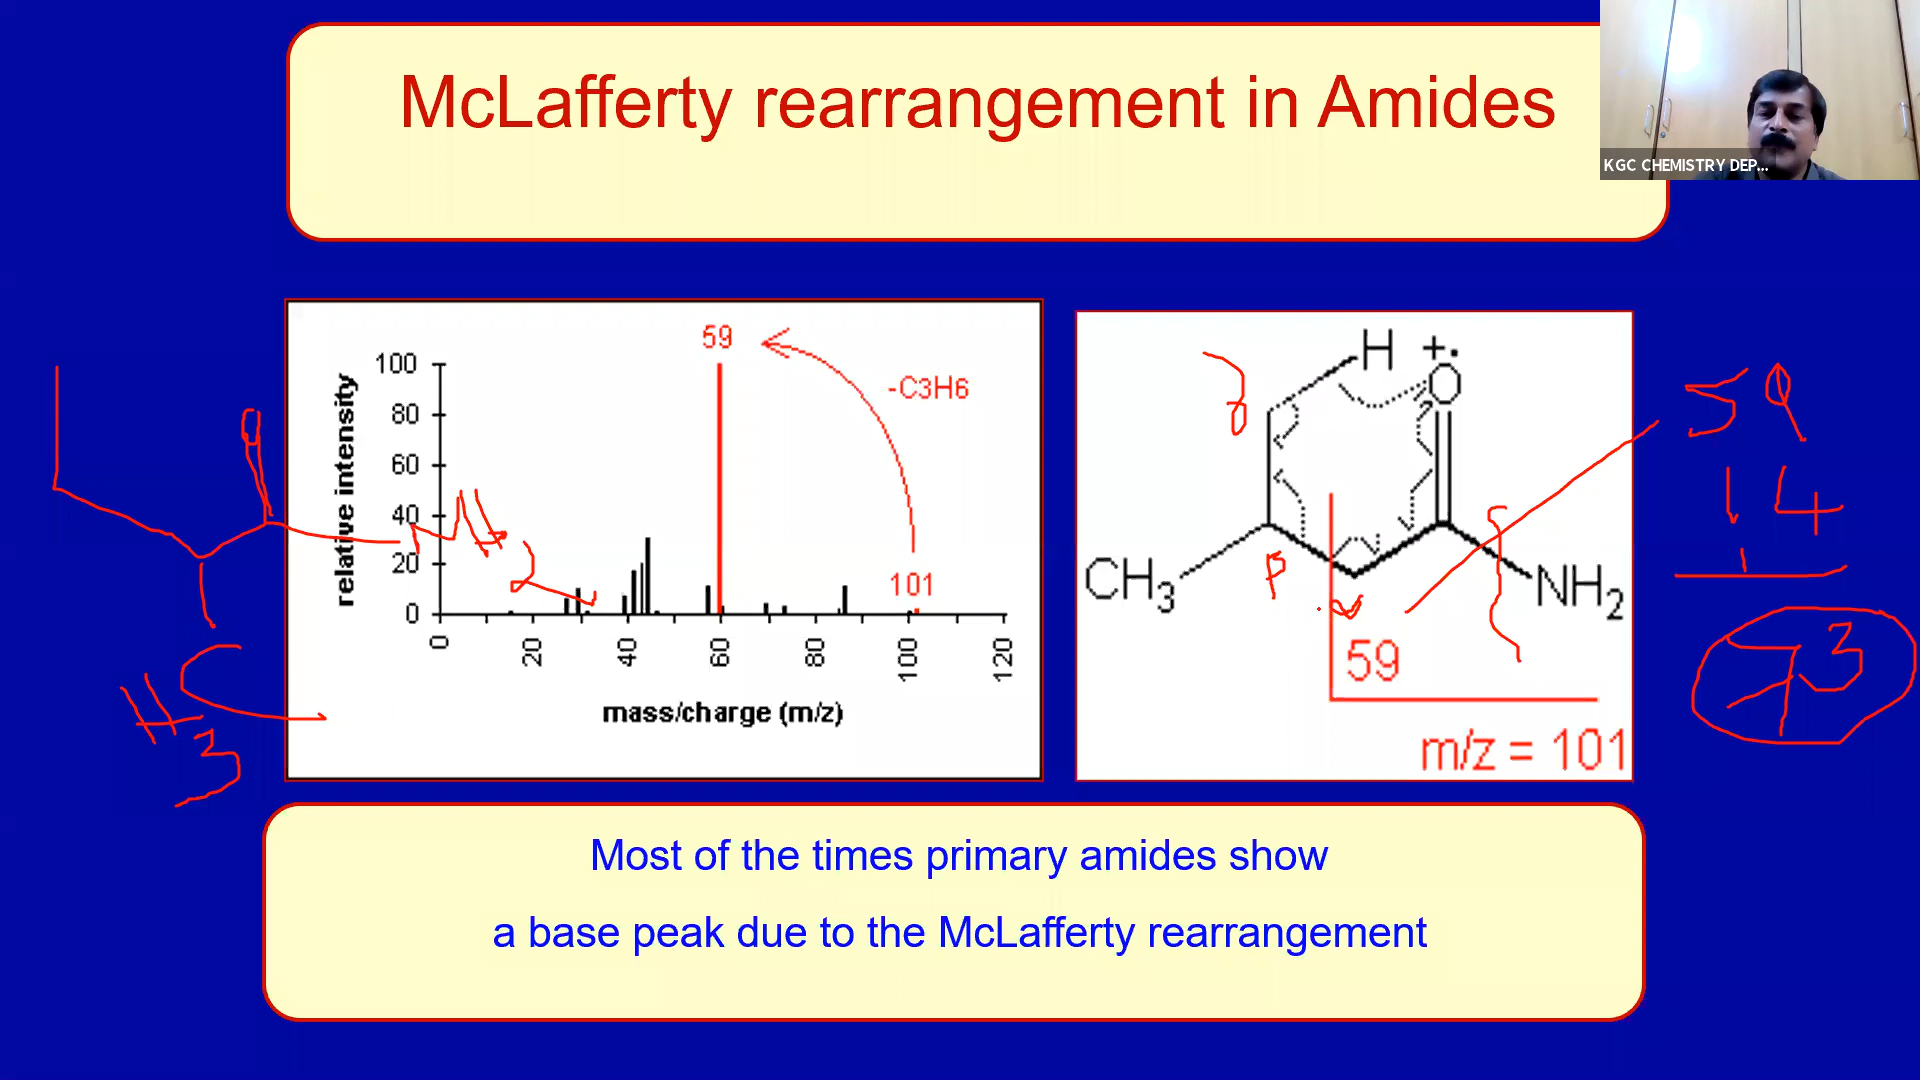 McLafferty rearrangement in Amides
KGC CHEMISTRY DEP...
59
-C3H6
101
relative intensity
100
80
60
40
20
0
0 20 40 60 80 100 120
mass/charge (m/z)
H +.
O
CH3
NH2
59
m/z = 101
β
α
NH2
H3C
59
14
73
Most of the times primary amides show
a base peak due to the McLafferty rearrangement